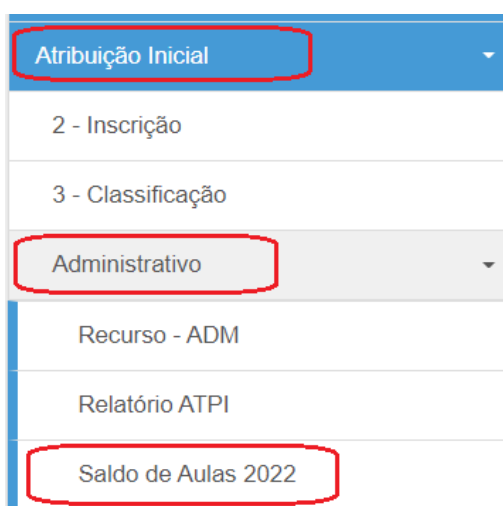 Atribuição Inicial
2 - Inscrição
3 - Classificação
Administrativo
Recurso - ADM
Relatório ATPI
Saldo de Aulas 2022